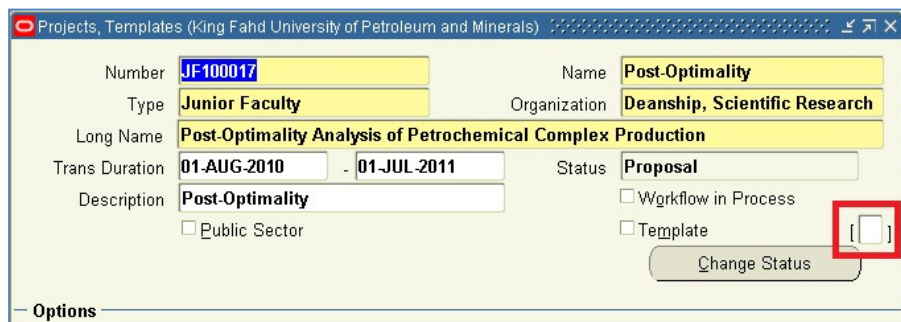 Projects, Templates (King Fahd University of Petroleum and Minerals)
Number JF100017 Name Post-Optimality
Type Junior Faculty Organization Deanship, Scientific Research
Long Name Post-Optimality Analysis of Petrochemical Complex Production
Trans Duration 01-AUG-2010 - 01-JUL-2011 Status Proposal
Description Post-Optimality Workflow in Process
Public Sector Template [ ]
Change Status
Options